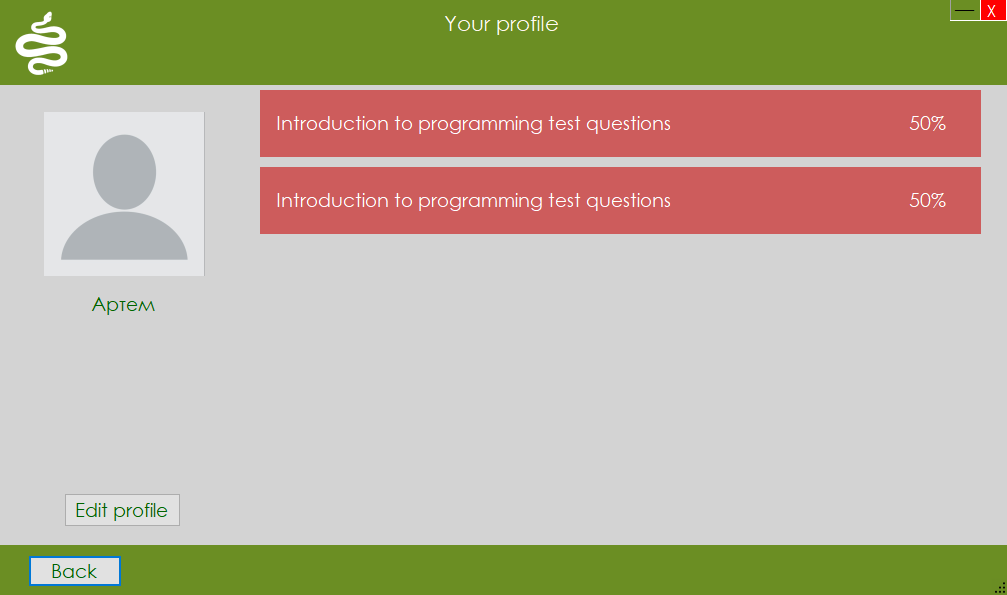 Your profile
X
Introduction to programming test questions 50%
Introduction to programming test questions 50%
Артем
Edit profile
Back